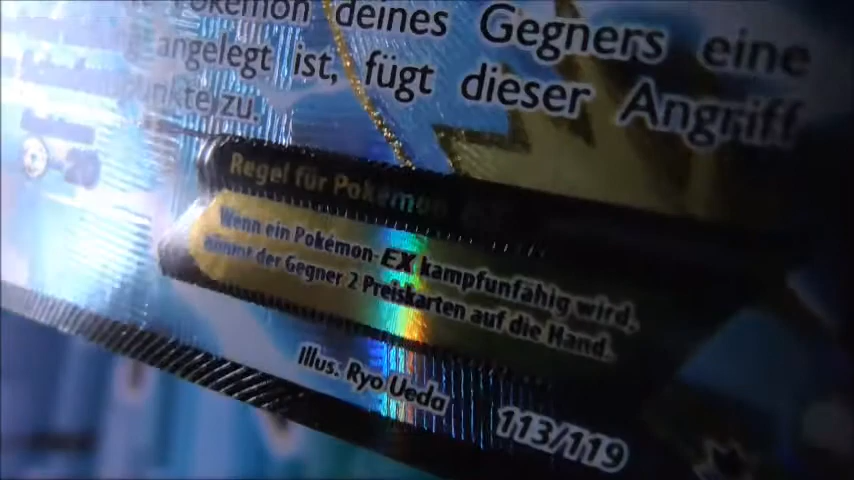 Pokémon deines Gegners eine
angelegt ist, fügt dieser Angriff
zu.
Regel für Pokémon
Wenn ein Pokémon-EX kampfunfähig wird,
nimmt der Gegner 2 Preiskarten auf die Hand.
Illus. Ryo Ueda
113/119